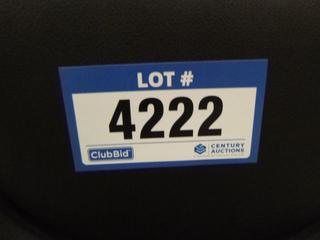 LOT #
4222
ClubBid
CENTURY
AUCTIONS